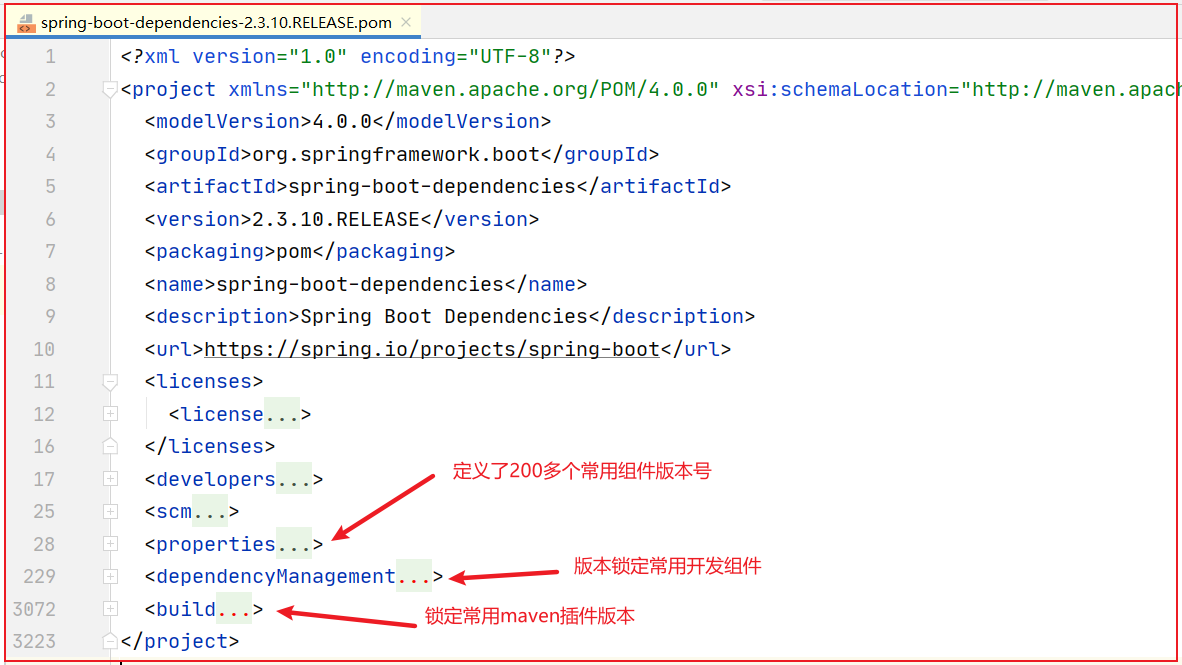 spring-boot-dependencies-2.3.10.RELEASE.pom ×
1 <?xml version="1.0" encoding="UTF-8"?>
2 <project xmlns="http://maven.apache.org/POM/4.0.0" xsi:schemaLocation="http://maven.apach
3 <modelVersion>4.0.0</modelVersion>
4 <groupId>org.springframework.boot</groupId>
5 <artifactId>spring-boot-dependencies</artifactId>
6 <version>2.3.10.RELEASE</version>
7 <packaging>pom</packaging>
8 <name>spring-boot-dependencies</name>
9 <description>Spring Boot Dependencies</description>
10 <url>https://spring.io/projects/spring-boot</url>
11 <licenses>
12 <license...>
16 </licenses>
定义了200多个常用组件版本号
17 <developers...>
25 <scm...>
28 <properties...>
版本锁定常用开发组件
229 <dependencyManagement...>
3072 <build...>
锁定常用maven插件版本
3223 </project>